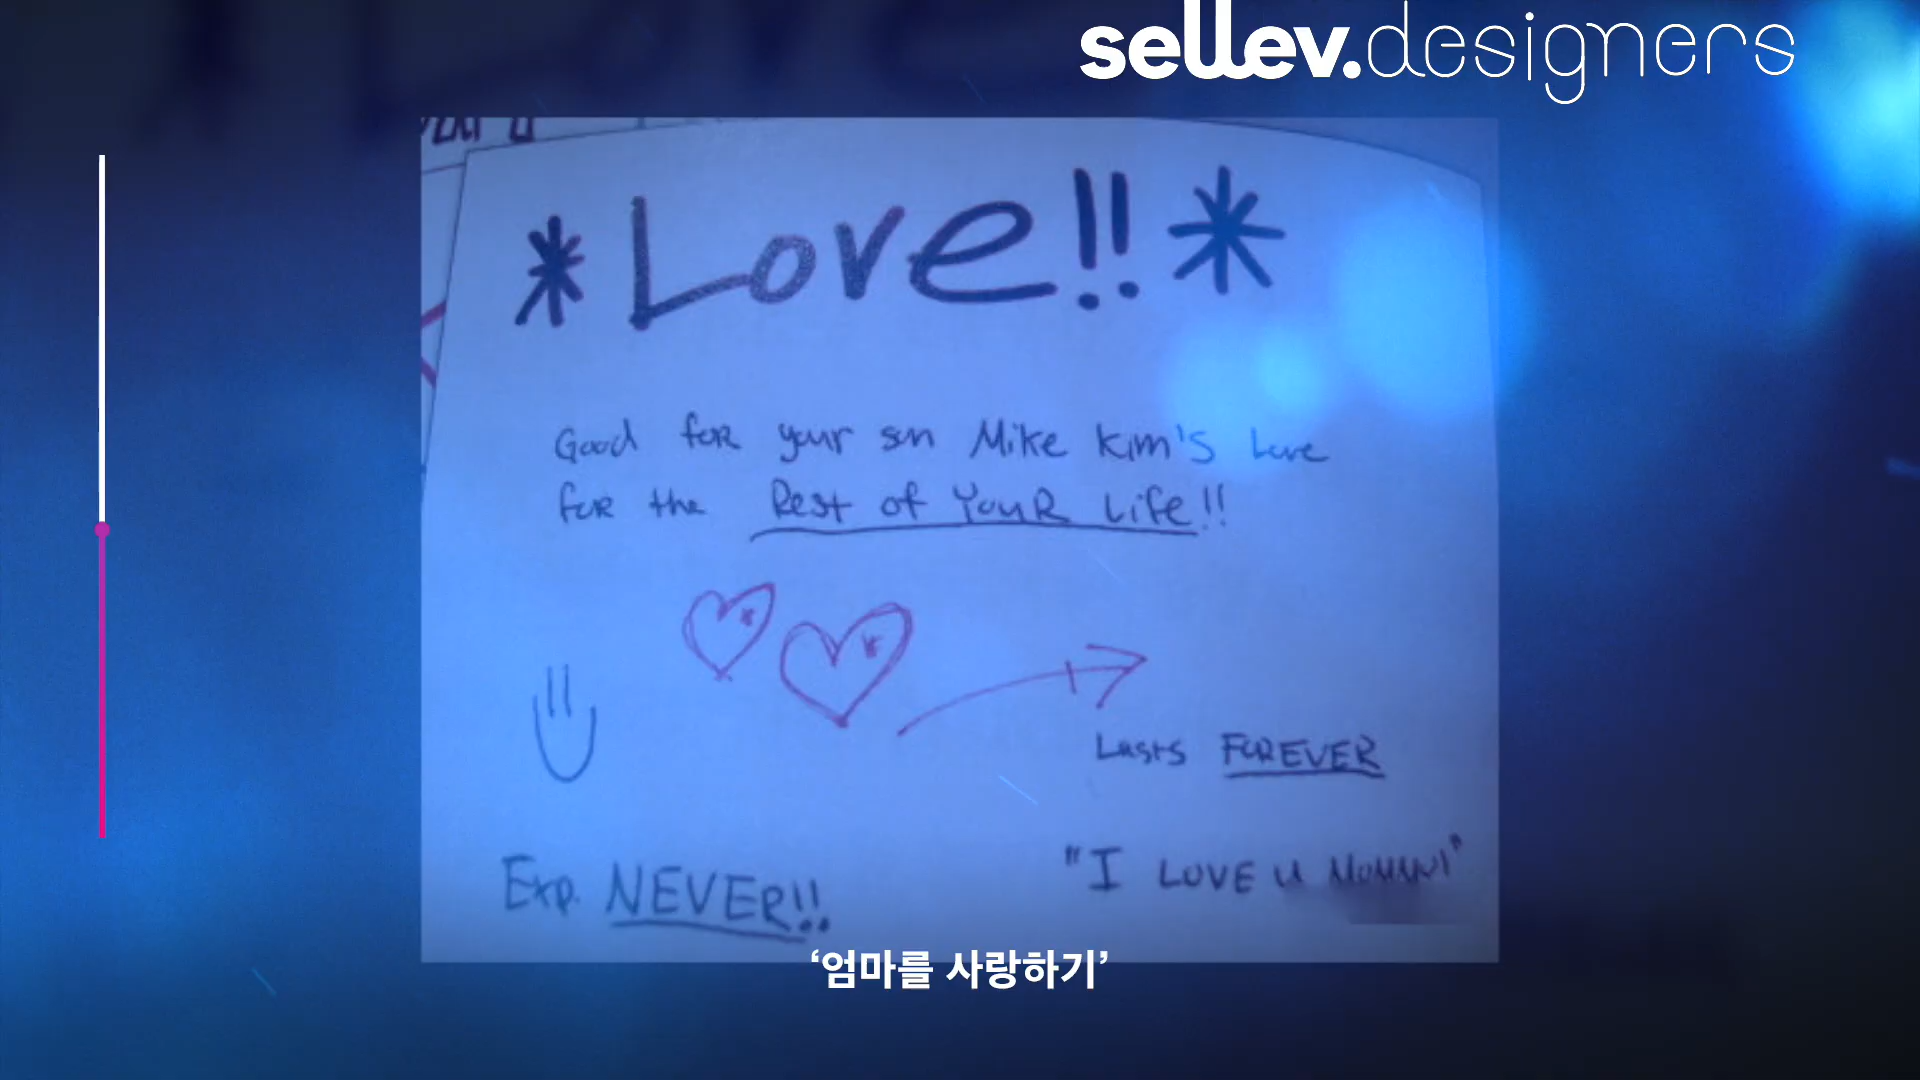 sellev.designers
*Love!!*
Good for your son Mike Kim's Love
for the Rest of YouR Life!!
Lasts FOREVER
Exp. NEVER!!
"I LOVE U MOMMY"
‘엄마를 사랑하기’